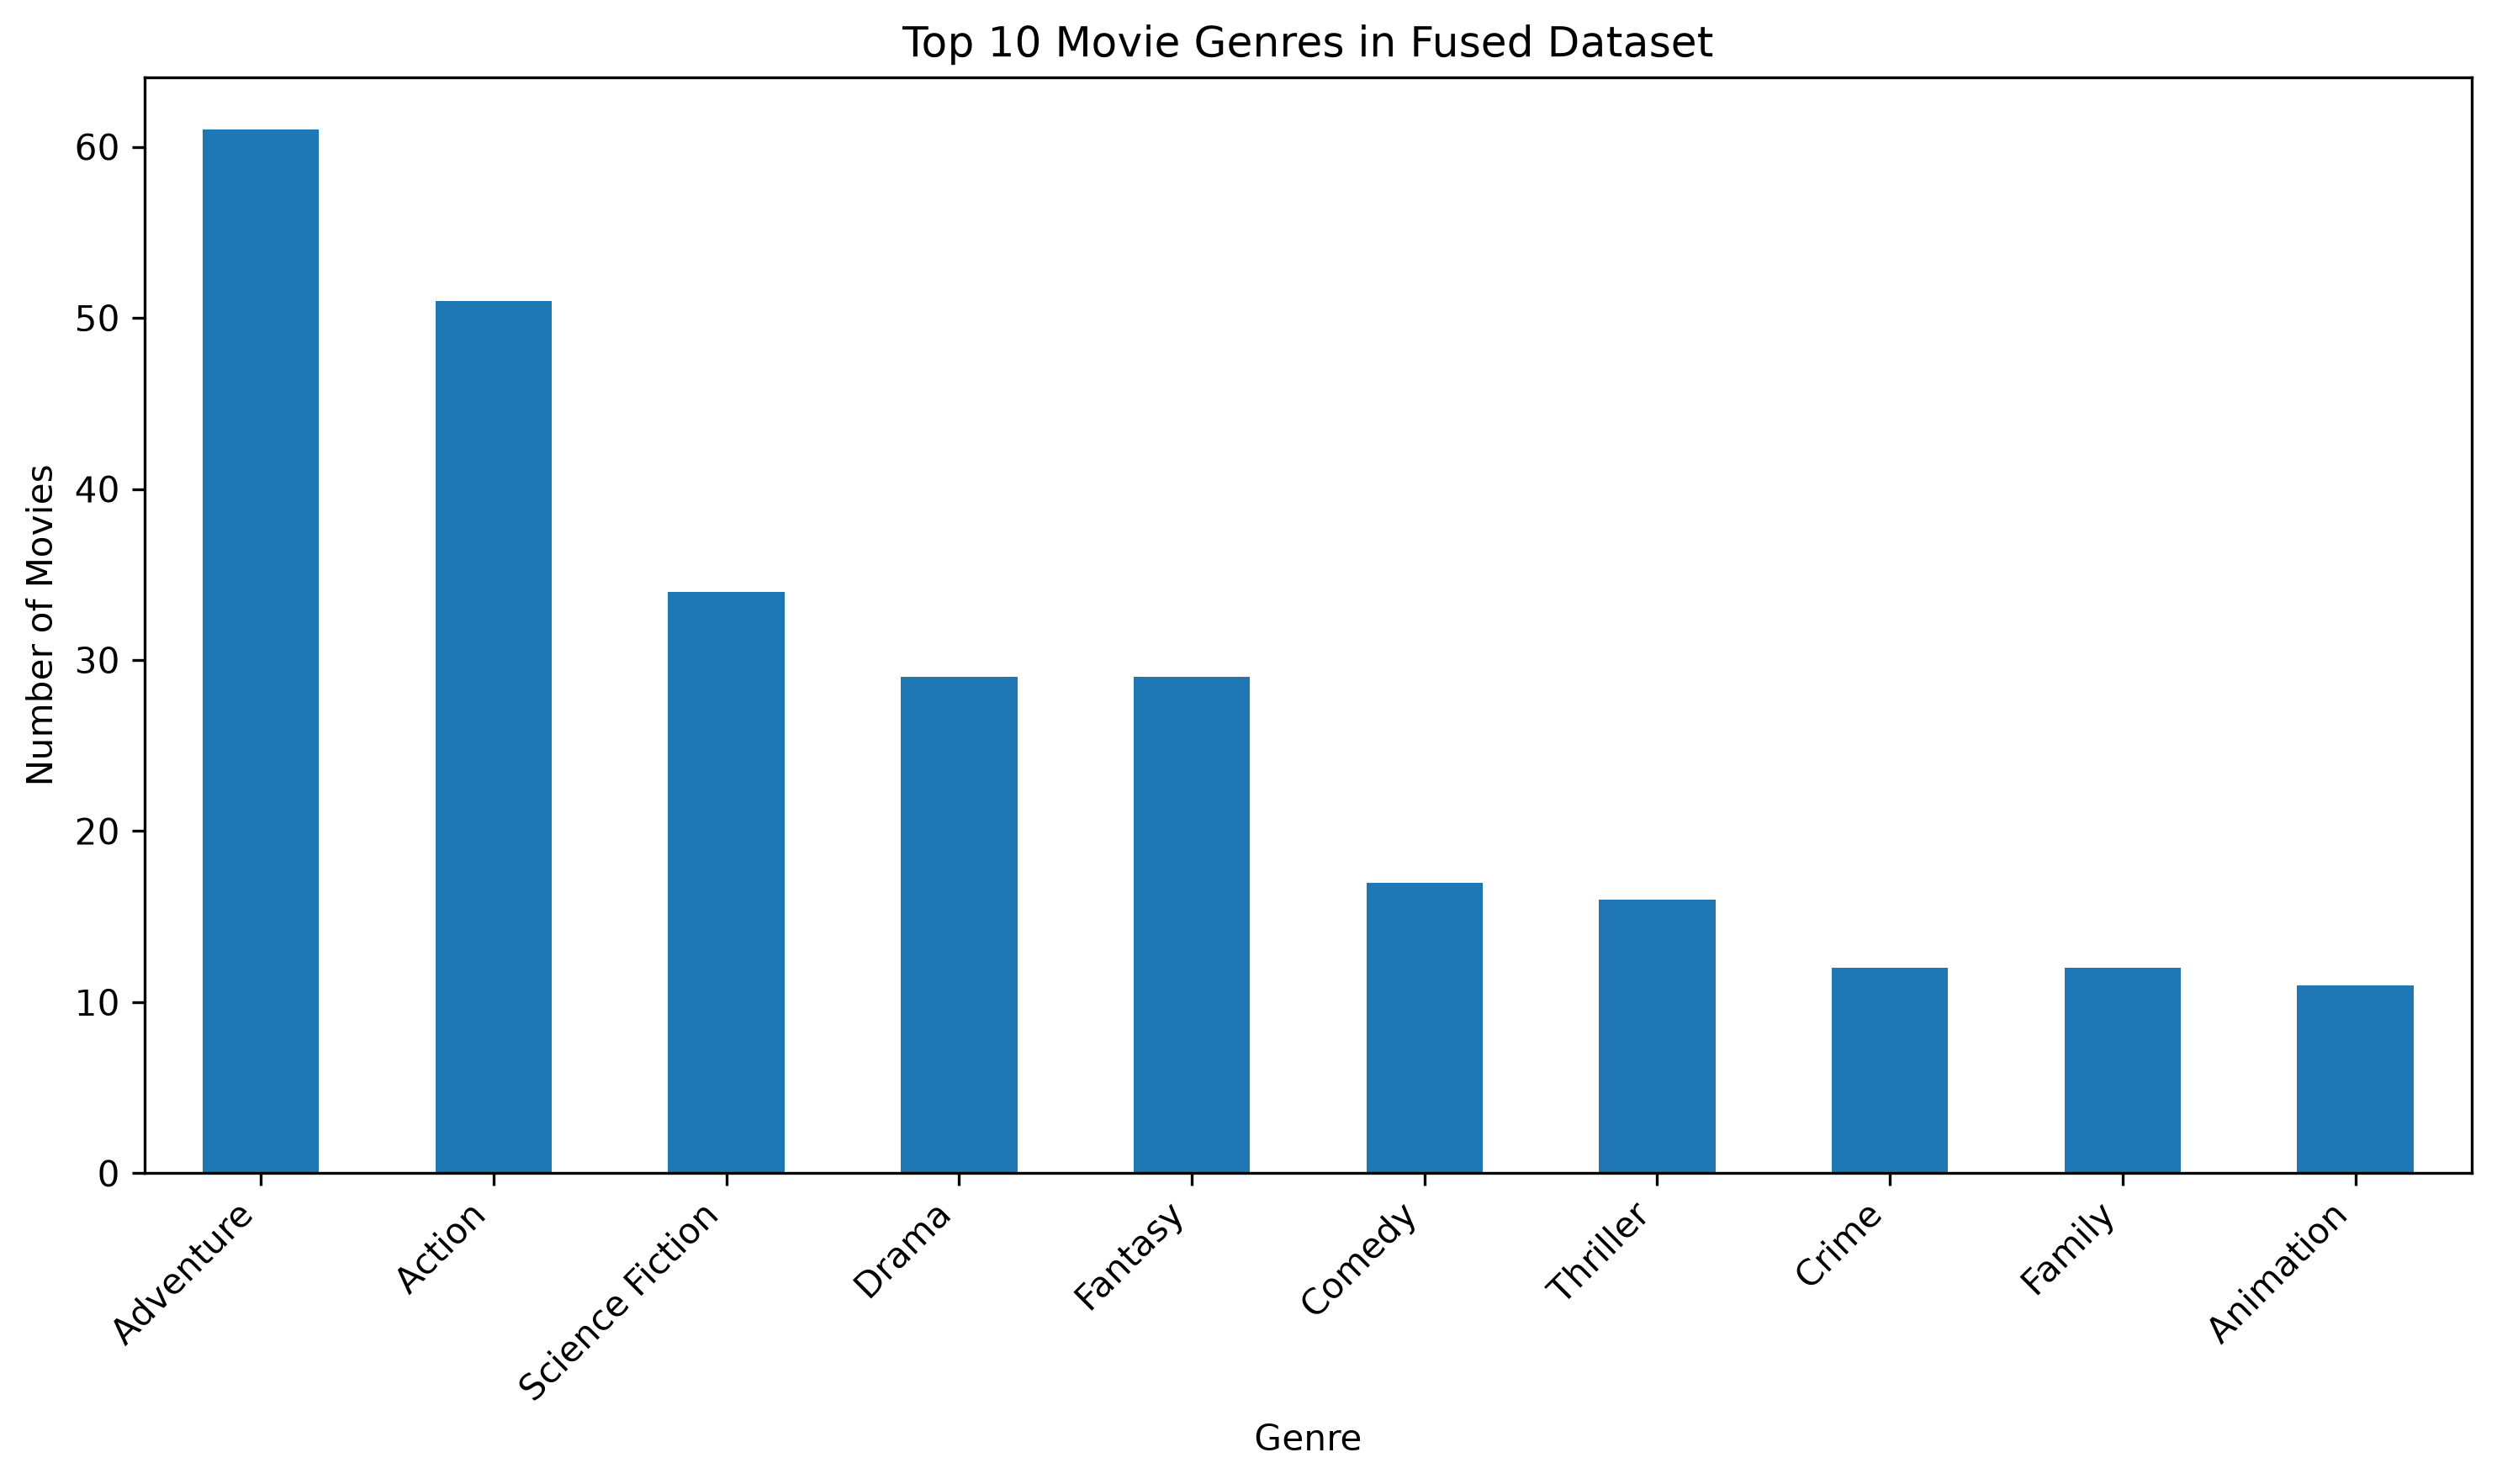 Top 10 Movie Genres in Fused Dataset
Number of Movies
60
50
40
30
20
10
0
Adventure
Action
Science Fiction
Drama
Fantasy
Comedy
Thriller
Crime
Family
Animation
Genre